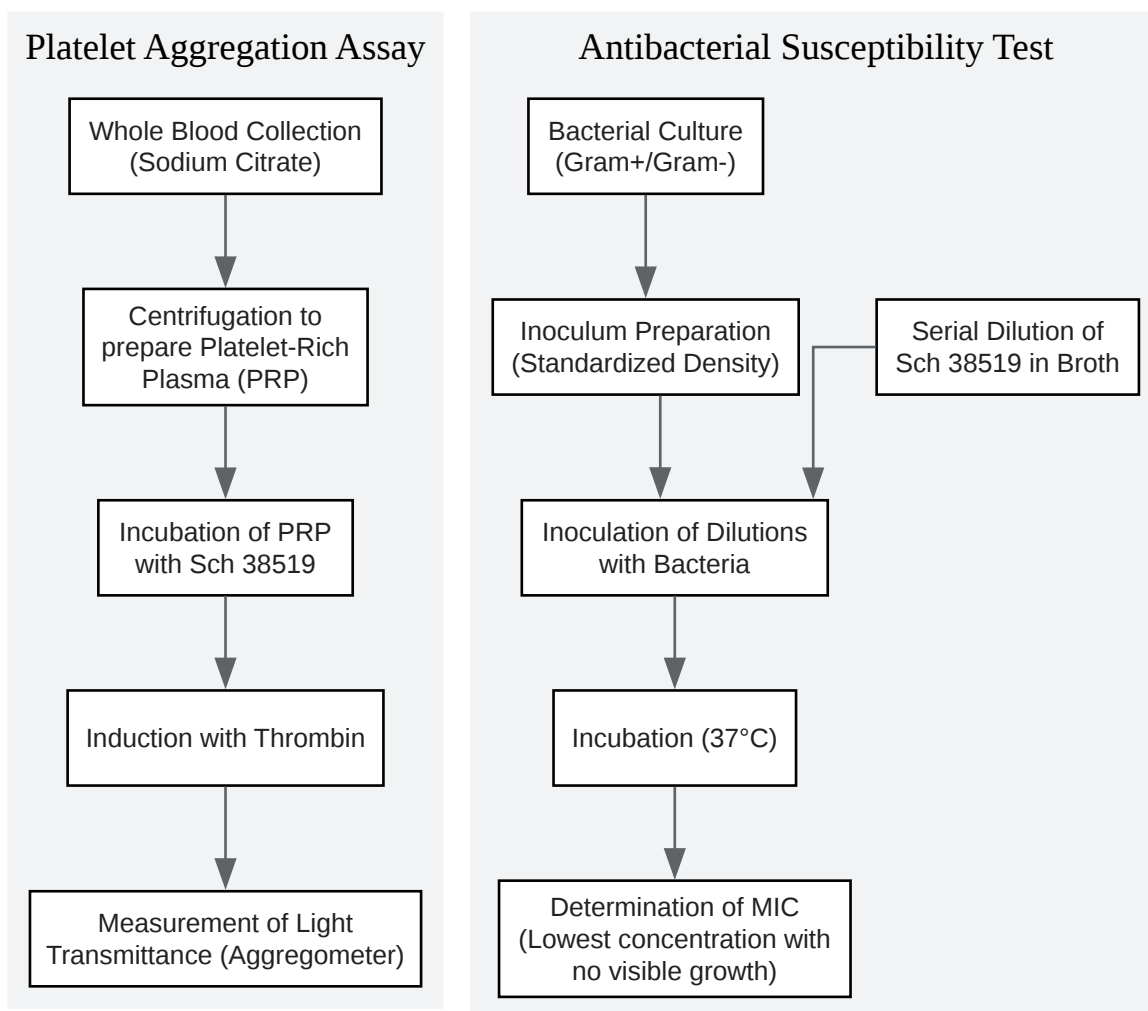 Platelet Aggregation Assay
Whole Blood Collection
(Sodium Citrate)
Centrifugation to
prepare Platelet-Rich
Plasma (PRP)
Incubation of PRP
with Sch 38519
Induction with Thrombin
Measurement of Light
Transmittance (Aggregometer)
Antibacterial Susceptibility Test
Bacterial Culture
(Gram+/Gram-)
Inoculum Preparation
(Standardized Density)
Serial Dilution of
Sch 38519 in Broth
Inoculation of Dilutions
with Bacteria
Incubation (37°C)
Determination of MIC
(Lowest concentration with
no visible growth)